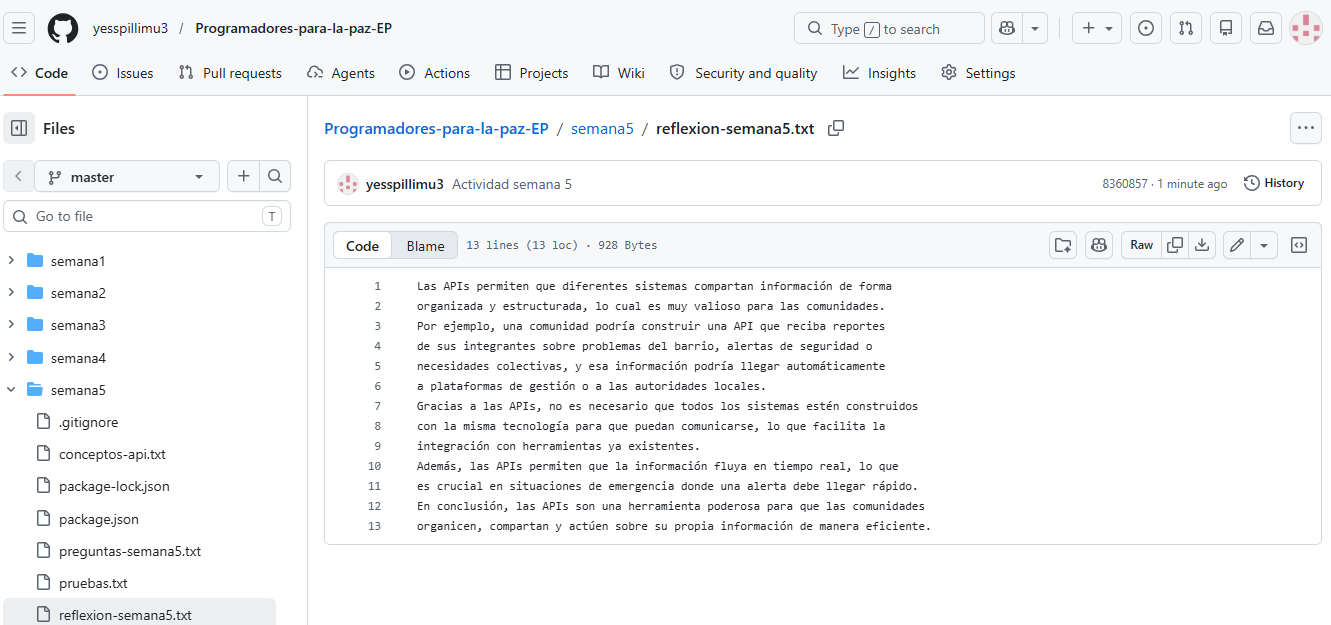 yesspillimu3 / Programadores-para-la-paz-EP
Type / to search
Code Issues Pull requests Agents Actions Projects Wiki Security and quality Insights Settings
Files
master
Go to file T
semana1
semana2
semana3
semana4
semana5
.gitignore
conceptos-api.txt
package-lock.json
package.json
preguntas-semana5.txt
pruebas.txt
reflexion-semana5.txt
Programadores-para-la-paz-EP / semana5 / reflexion-semana5.txt
yesspillimu3 Actividad semana 5
8360857 · 1 minute ago History
Code Blame 13 lines (13 loc) · 928 Bytes
Raw
1 Las APIs permiten que diferentes sistemas compartan información de forma
2 organizada y estructurada, lo cual es muy valioso para las comunidades.
3 Por ejemplo, una comunidad podría construir una API que reciba reportes
4 de sus integrantes sobre problemas del barrio, alertas de seguridad o
5 necesidades colectivas, y esa información podría llegar automáticamente
6 a plataformas de gestión o a las autoridades locales.
7 Gracias a las APIs, no es necesario que todos los sistemas estén construidos
8 con la misma tecnología para que puedan comunicarse, lo que facilita la
9 integración con herramientas ya existentes.
10 Además, las APIs permiten que la información fluya en tiempo real, lo que
11 es crucial en situaciones de emergencia donde una alerta debe llegar rápido.
12 En conclusión, las APIs son una herramienta poderosa para que las comunidades
13 organicen, compartan y actúen sobre su propia información de manera eficiente.